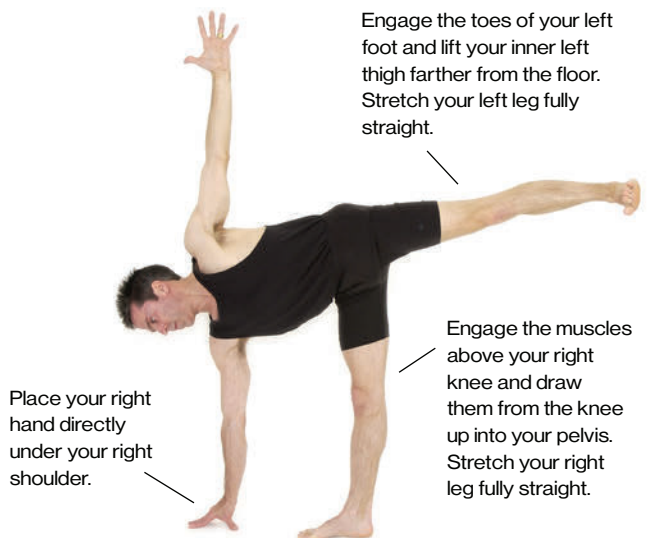 Engage the toes of your left
foot and lift your inner left
thigh farther from the floor.
Stretch your left leg fully
straight.
Engage the muscles
above your right
knee and draw
them from the knee
up into your pelvis.
Stretch your right
leg fully straight.
Place your right
hand directly
under your right
shoulder.